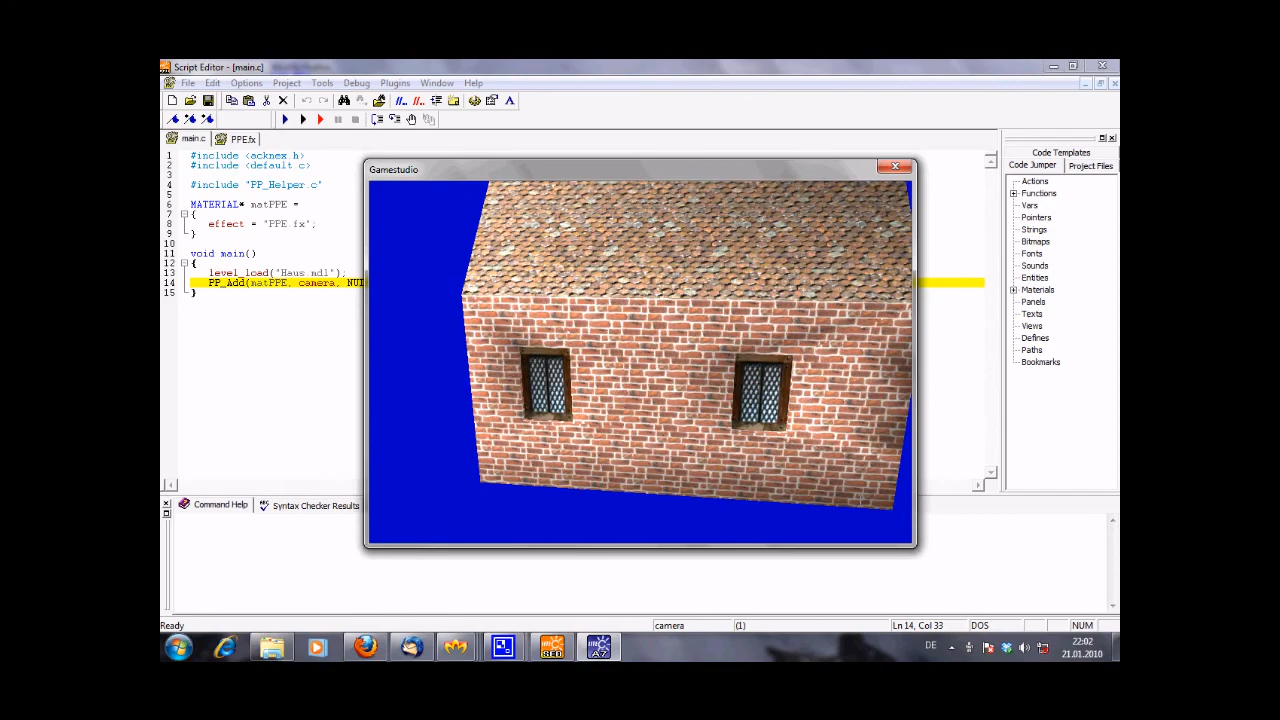 Script Editor - [main.c]
File Edit Options Project Tools Debug Plugins Window Help
main.c PPE.fx
1 #include <acknex.h>
2 #include <default.c>
3
4 #include "PP_Helper.c"
5
6 MATERIAL* matPPE =
7 {
8 effect = "PPE.fx";
9 }
10
11 void main()
12 {
13 level_load("Haus.mdl");
14 PP_Add(matPPE, camera,
15 }
Gamestudio
Code Templates
Code Jumper Project Files
Actions
Functions
Vars
Pointers
Strings
Bitmaps
Fonts
Sounds
Entities
Materials
Panels
Texts
Views
Defines
Paths
Bookmarks
Command Help Syntax Checker Results
Ready camera (1) Ln 14, Col 33 DOS NUM
SED A7 DE 22:02
21.01.2010